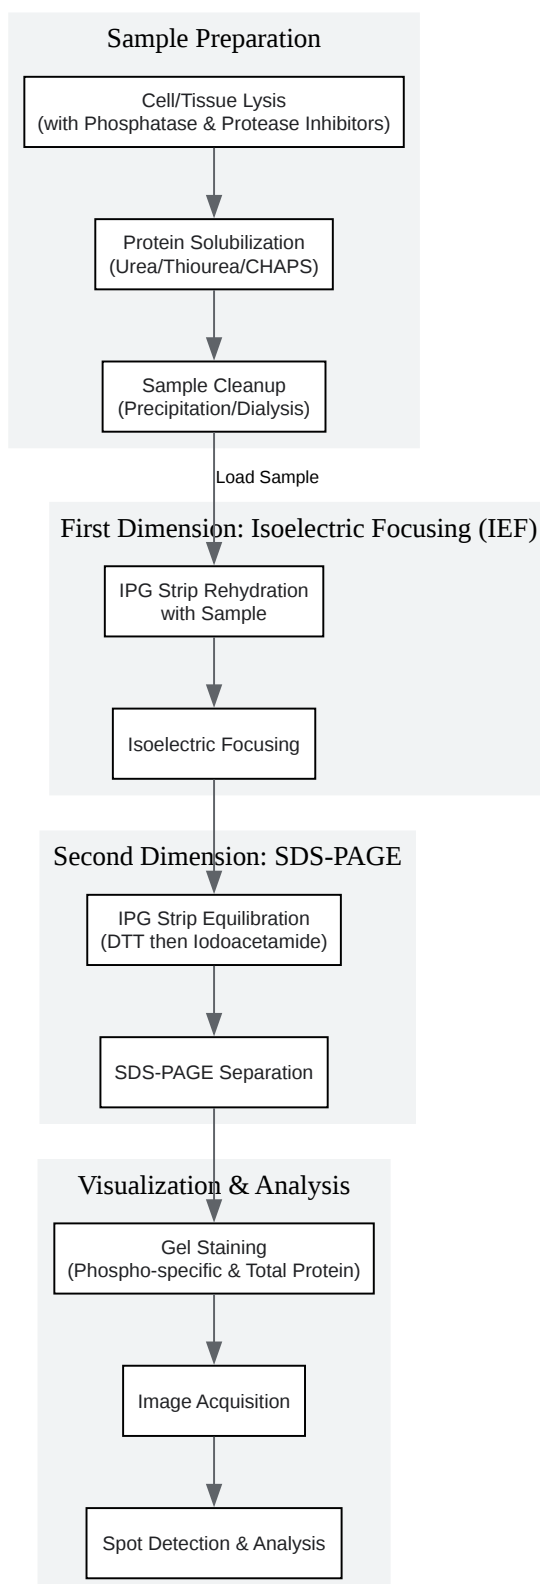 Sample Preparation
Cell/Tissue Lysis
(with Phosphatase & Protease Inhibitors)
Protein Solubilization
(Urea/Thiourea/CHAPS)
Sample Cleanup
(Precipitation/Dialysis)
Load Sample
First Dimension: Isoelectric Focusing (IEF)
IPG Strip Rehydration
with Sample
Isoelectric Focusing
Second Dimension: SDS-PAGE
IPG Strip Equilibration
(DTT then Iodoacetamide)
SDS-PAGE Separation
Visualization & Analysis
Gel Staining
(Phospho-specific & Total Protein)
Image Acquisition
Spot Detection & Analysis